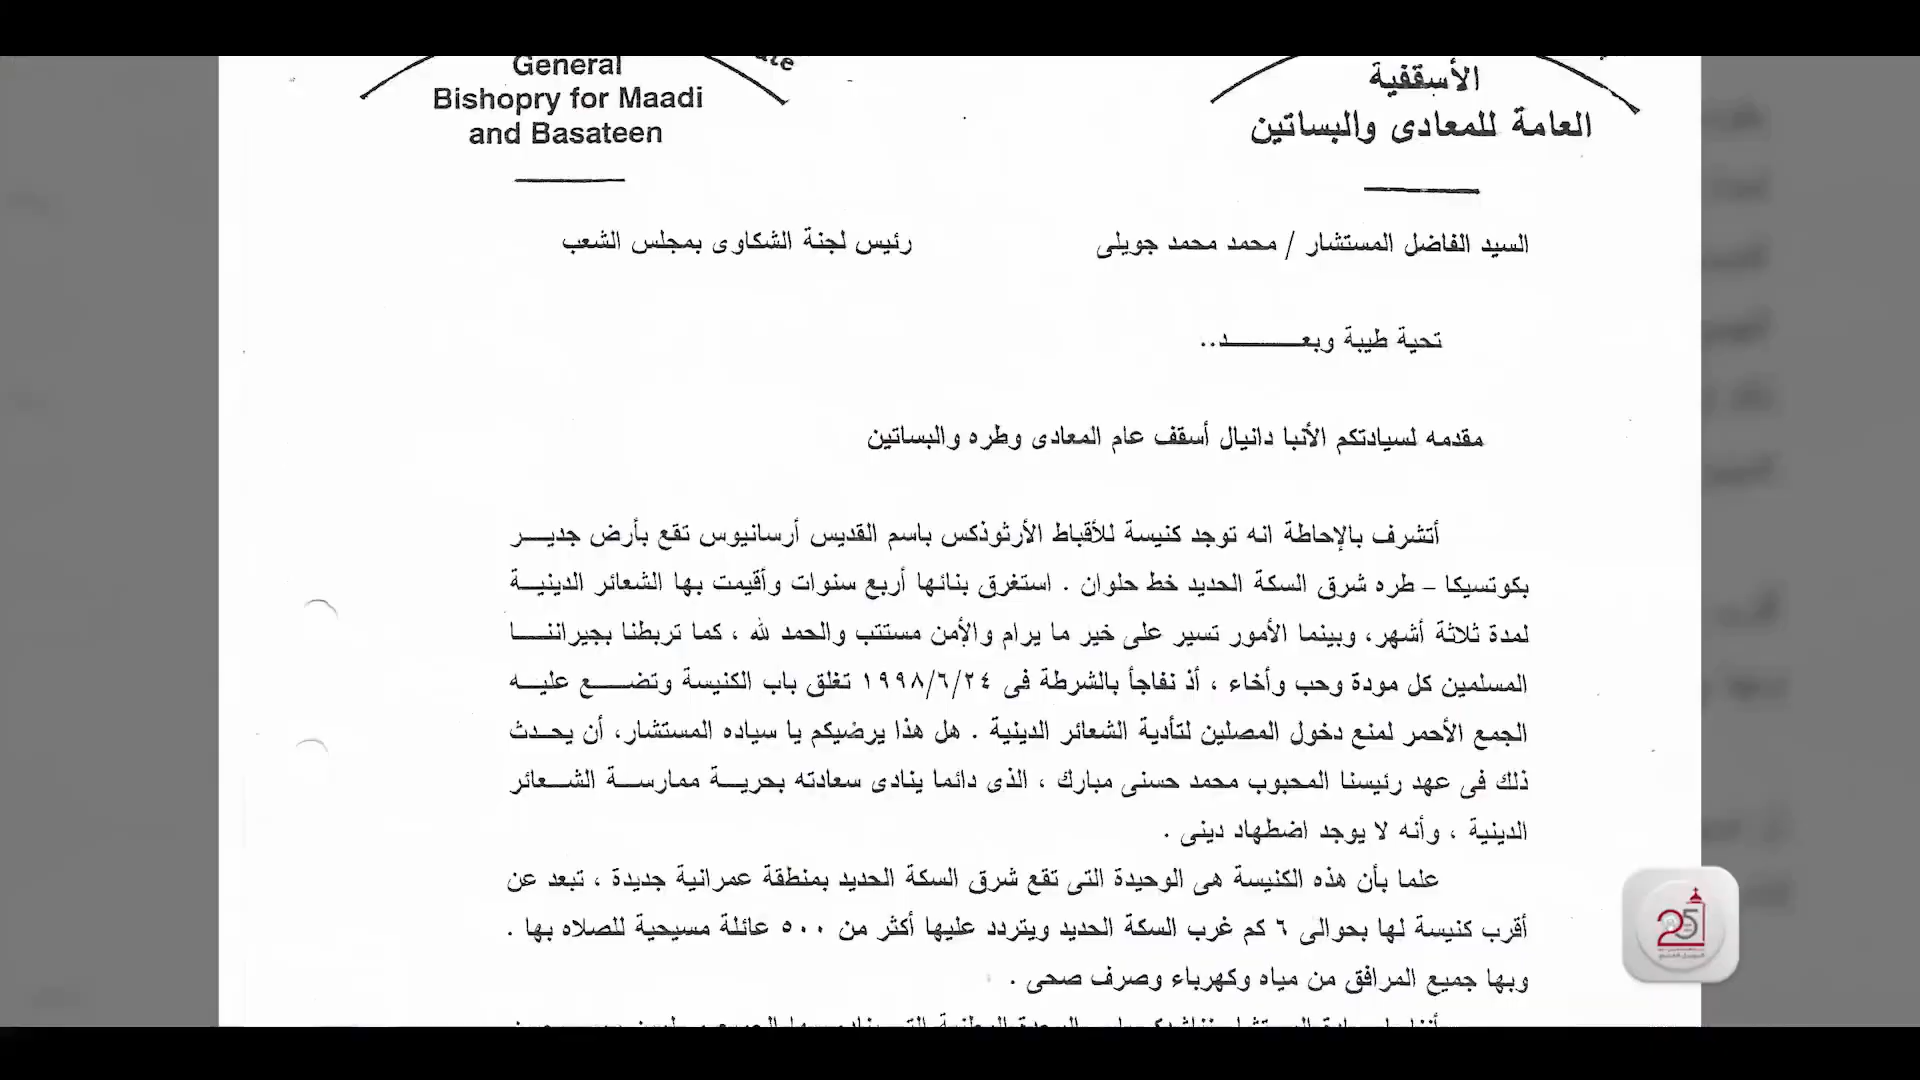 General
Bishopry for Maadi
and Basateen
الأسقفية
العامة للمعادى والبساتين
السيد الفاضل المستشار / محمد محمد جويلى رئيس لجنة الشكاوى بمجلس الشعب
تحية طيبة وبعـــــــــد..
مقدمه لسيادتكم الأنبا دانيال أسقف عام المعادى وطره والبساتين
أتشرف بالإحاطة انه توجد كنيسة للأقباط الأرثوذكس باسم القديس أرسانيوس تقع بأرض جديـــر
بكوتسيكا – طره شرق السكة الحديد خط حلوان . استغرق بنائها أربع سنوات وأقيمت بها الشعائر الدينيــة
لمدة ثلاثة أشهر، وبينما الأمور تسير على خير ما يرام والأمن مستتب والحمد لله ، كما تربطنا بجيراننــــا
المسلمين كل مودة وحب وأخاء ، أذ نفاجأ بالشرطة فى ١٩٩٨/٦/٢٤ تغلق باب الكنيسة وتضــــع عليــه
الجمع الأحمر لمنع دخول المصلين لتأدية الشعائر الدينية . هل هذا يرضيكم يا سياده المستشار، أن يحـدث
ذلك فى عهد رئيسنا المحبوب محمد حسنى مبارك ، الذى دائما ينادى سعادته بحريــة ممارســة الشــعائر
الدينية ، وأنه لا يوجد اضطهاد دينى .
علما بأن هذه الكنيسة هى الوحيدة التى تقع شرق السكة الحديد بمنطقة عمرانية جديدة ، تبعد عن
أقرب كنيسة لها بحوالى ٦ كم غرب السكة الحديد ويتردد عليها أكثر من ٥٠٠ عائلة مسيحية للصلاه بها .
وبها جميع المرافق من مياه وكهرباء وصرف صحى .
25